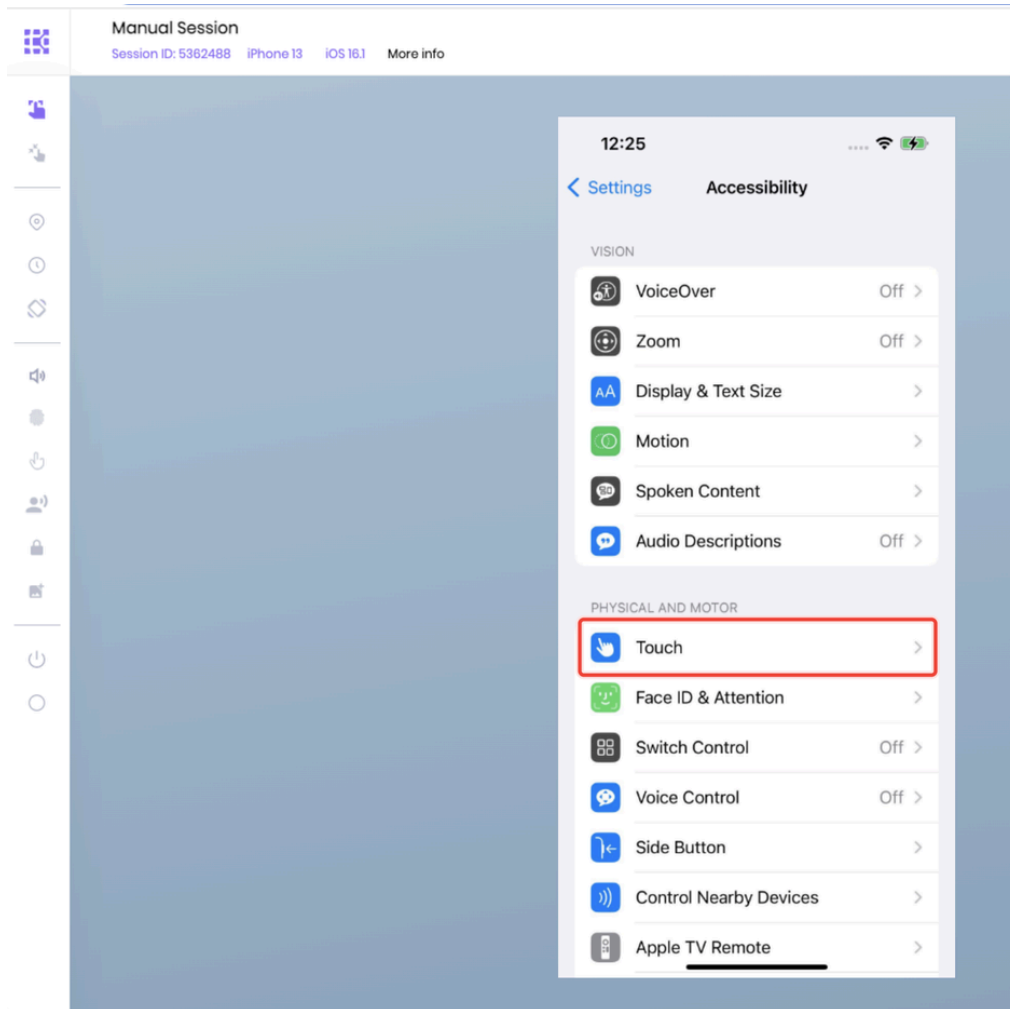 Manual Session
Session ID: 5362488 iPhone 13 iOS 16.1 More info
12:25
Settings Accessibility
VISION
VoiceOver Off
Zoom Off
AA Display & Text Size
Motion
Spoken Content
Audio Descriptions Off
PHYSICAL AND MOTOR
Touch
Face ID & Attention
Switch Control Off
Voice Control Off
Side Button
Control Nearby Devices
Apple TV Remote